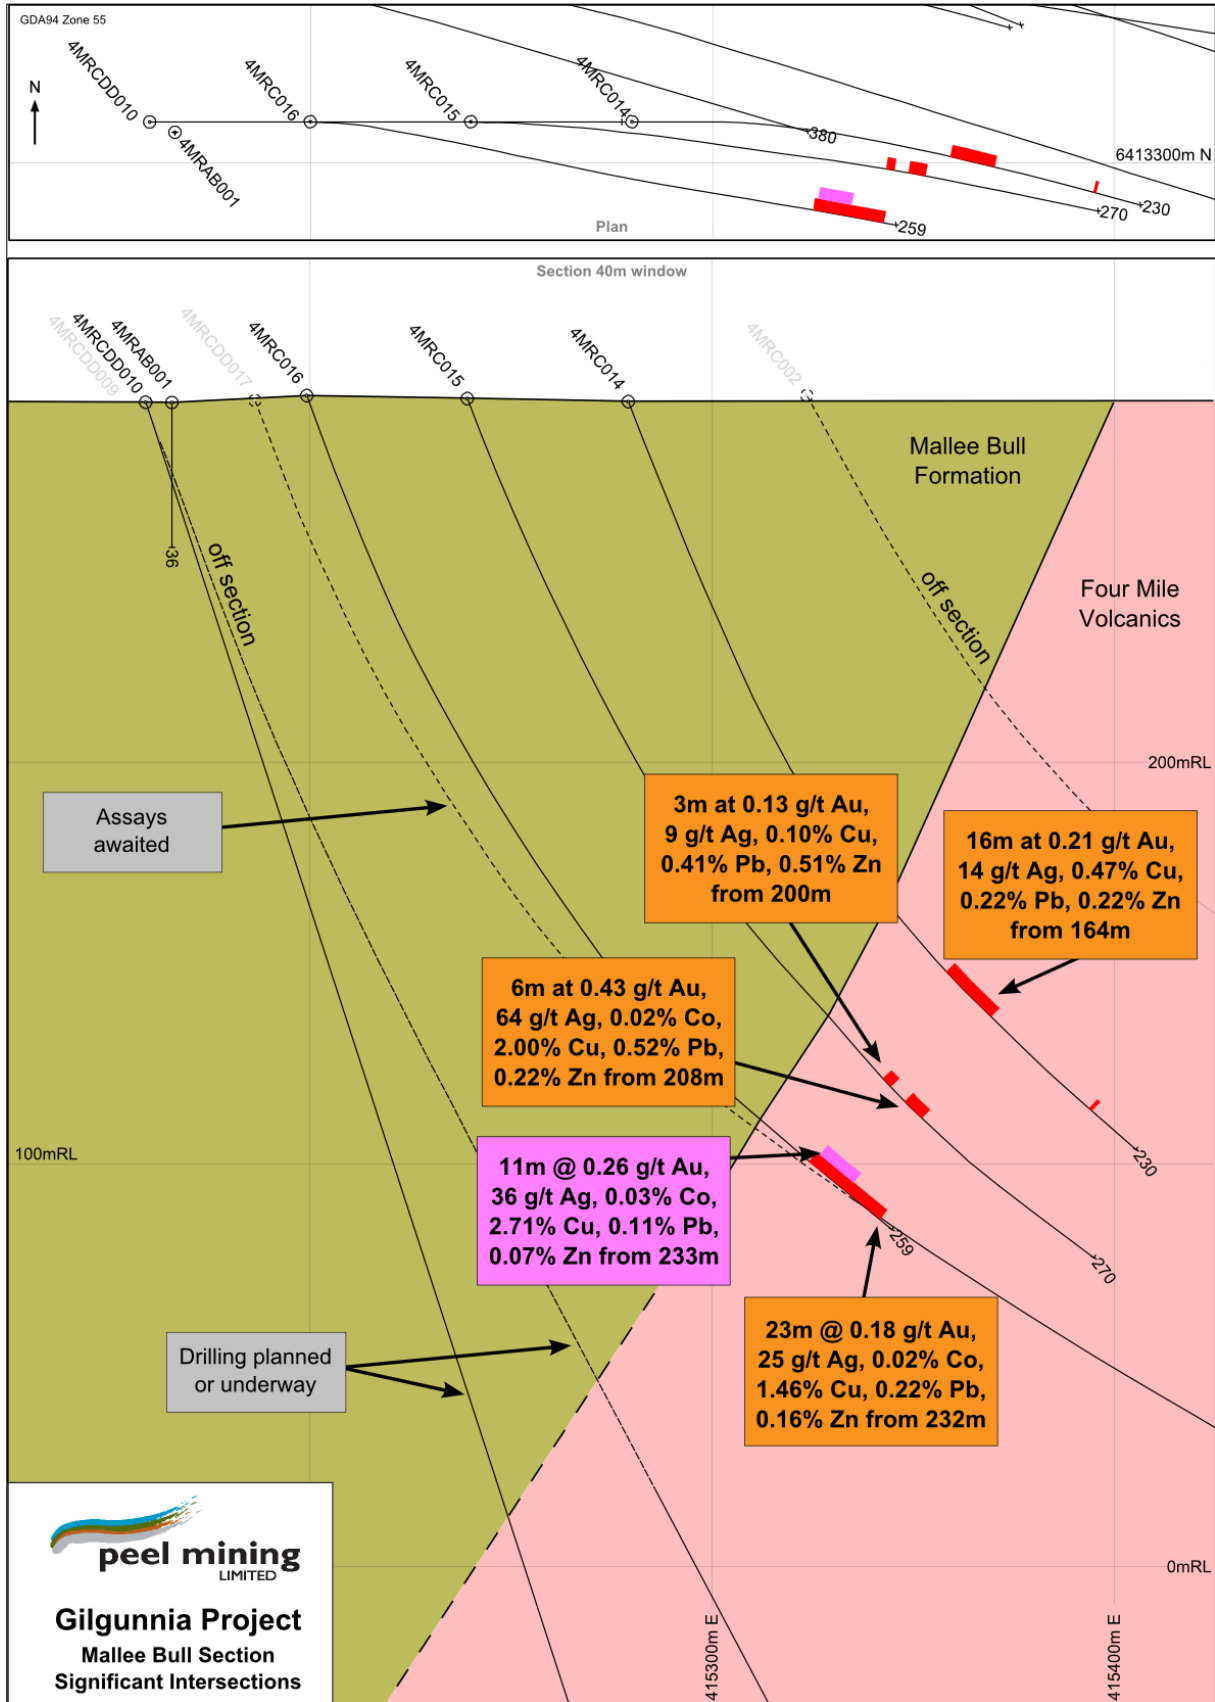 GDA94 Zone 55
N
4MRCDD010
4MRAB001
4MRC016
4MRC015
4MRC014
380
6413300m N
230
270
259
Plan
Section 40m window
4MRCDD009
4MRCDD010
4MRAB001
4MRCDD017
4MRC016
4MRC015
4MRC014
4MRC002
Mallee Bull
Formation
36
off section
off section
Four Mile
Volcanics
200mRL
Assays
awaited
3m at 0.13 g/t Au,
9 g/t Ag, 0.10% Cu,
0.41% Pb, 0.51% Zn
from 200m
16m at 0.21 g/t Au,
14 g/t Ag, 0.47% Cu,
0.22% Pb, 0.22% Zn
from 164m
6m at 0.43 g/t Au,
64 g/t Ag, 0.02% Co,
2.00% Cu, 0.52% Pb,
0.22% Zn from 208m
100mRL
11m @ 0.26 g/t Au,
36 g/t Ag, 0.03% Co,
2.71% Cu, 0.11% Pb,
0.07% Zn from 233m
230
259
270
23m @ 0.18 g/t Au,
25 g/t Ag, 0.02% Co,
1.46% Cu, 0.22% Pb,
0.16% Zn from 232m
Drilling planned
or underway
0mRL
peel mining
LIMITED
Gilgunnia Project
Mallee Bull Section
Significant Intersections
415300m E
415400m E